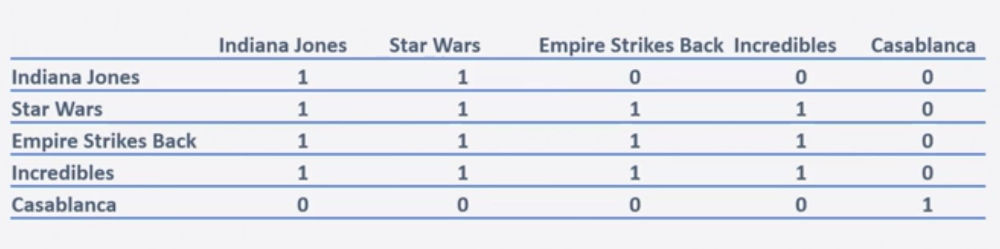 Indiana Jones Star Wars Empire Strikes Back Incredibles Casablanca
Indiana Jones 1 1 0 0 0
Star Wars 1 1 1 1 0
Empire Strikes Back 1 1 1 1 0
Incredibles 1 1 1 1 0
Casablanca 0 0 0 0 1